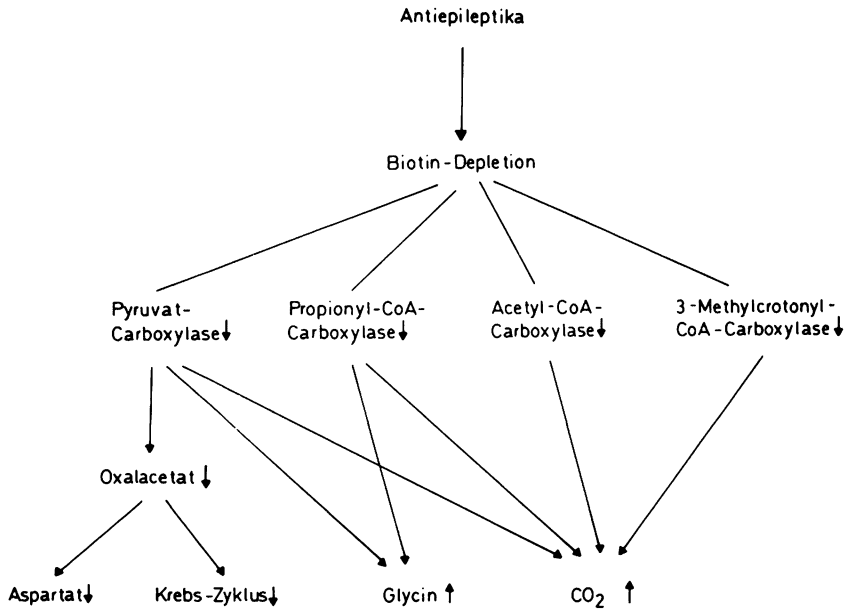 Antiepileptika
Biotin-Depletion
Pyruvat-
Carboxylase↓
Propionyl-CoA-
Carboxylase↓
Acetyl-CoA-
Carboxylase↓
3-Methylcrotonyl-
CoA-Carboxylase↓
Oxalacetat↓
Aspartat↓
Krebs-Zyklus↓
Glycin↑
CO₂ ↑